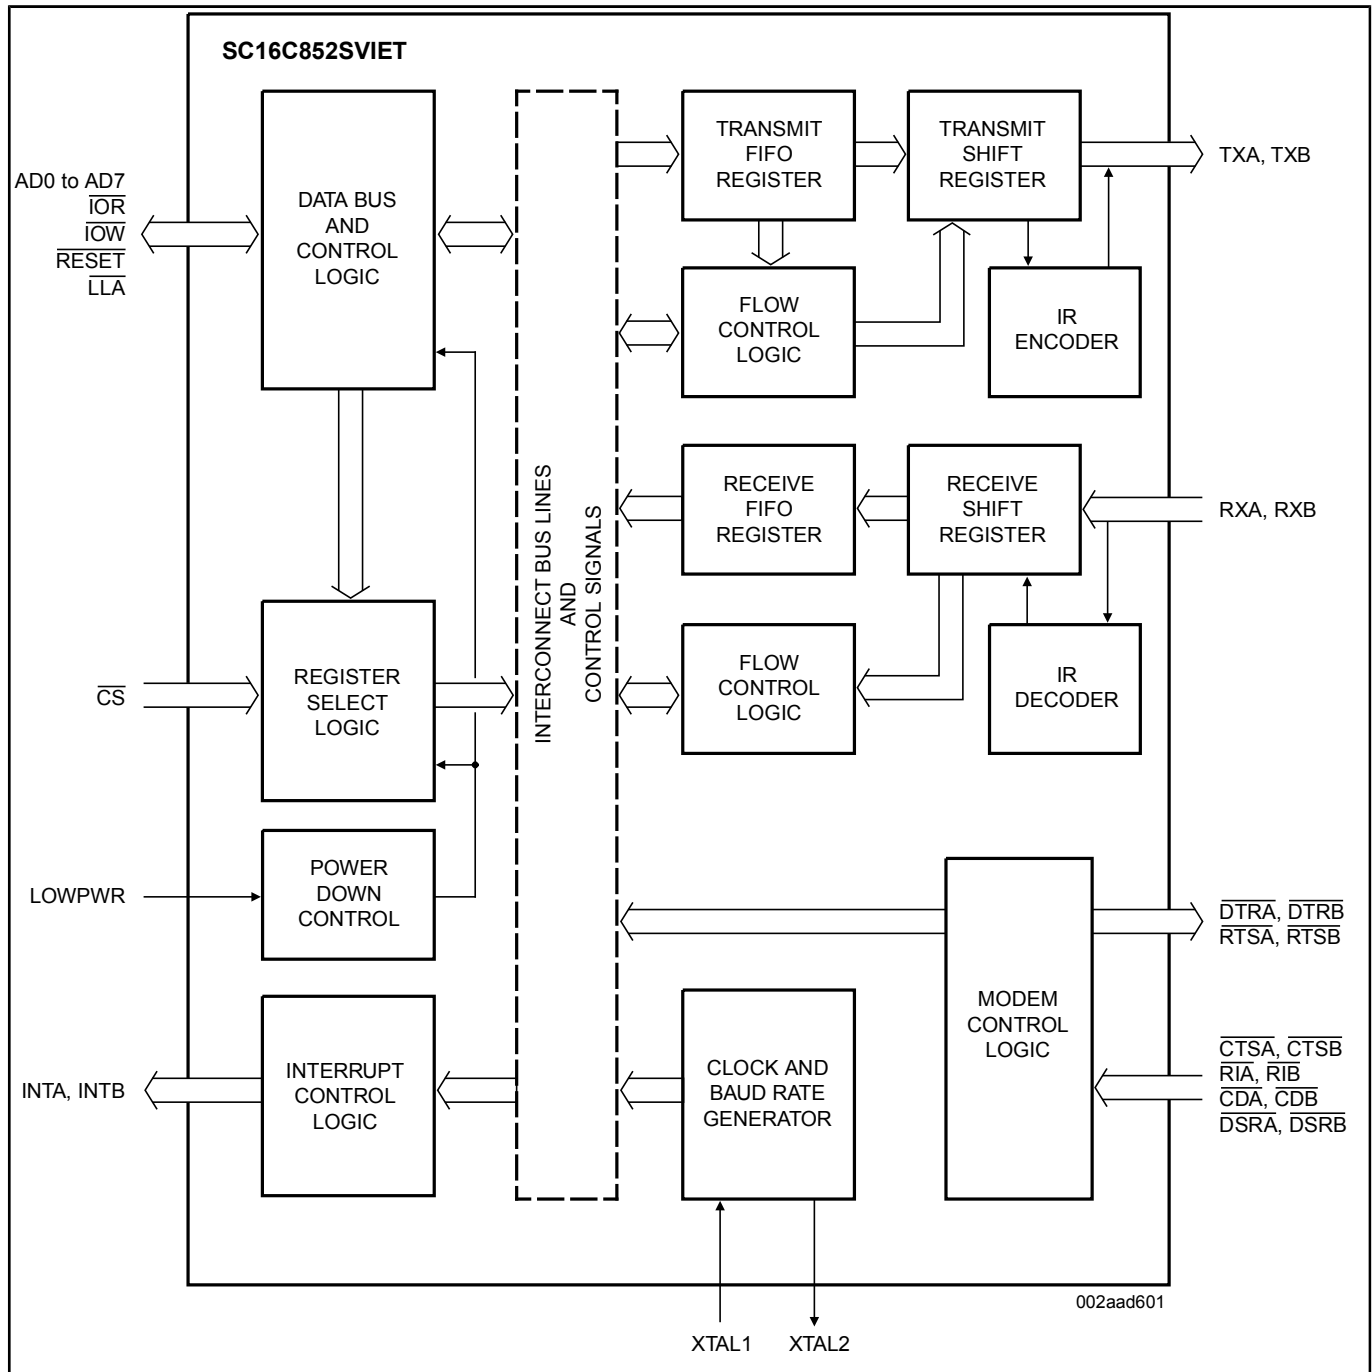 SC16C852SVIET
AD0 to AD7
IOR
IOW
RESET
LLA
DATA BUS
AND
CONTROL
LOGIC
TRANSMIT
FIFO
REGISTER
TRANSMIT
SHIFT
REGISTER
TXA, TXB
FLOW
CONTROL
LOGIC
IR
ENCODER
INTERCONNECT BUS LINES
AND
CONTROL SIGNALS
RECEIVE
FIFO
REGISTER
RECEIVE
SHIFT
REGISTER
RXA, RXB
CS
REGISTER
SELECT
LOGIC
FLOW
CONTROL
LOGIC
IR
DECODER
LOWPWR
POWER
DOWN
CONTROL
DTRA, DTRB
RTSA, RTSB
MODEM
CONTROL
LOGIC
CTSA, CTSB
RIA, RIB
CDA, CDB
DSRA, DSRB
INTA, INTB
INTERRUPT
CONTROL
LOGIC
CLOCK AND
BAUD RATE
GENERATOR
XTAL1
XTAL2
002aad601